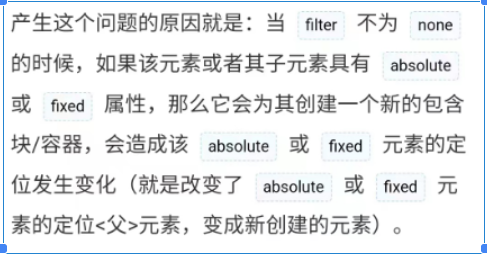 产生这个问题的原因就是：当 filter 不为 none
的时候，如果该元素或者其子元素具有 absolute
或 fixed 属性，那么它会为其创建一个新的包含
块/容器，会造成该 absolute 或 fixed 元素的定
位发生变化（就是改变了 absolute 或 fixed 元
素的定位<父>元素，变成新创建的元素）。